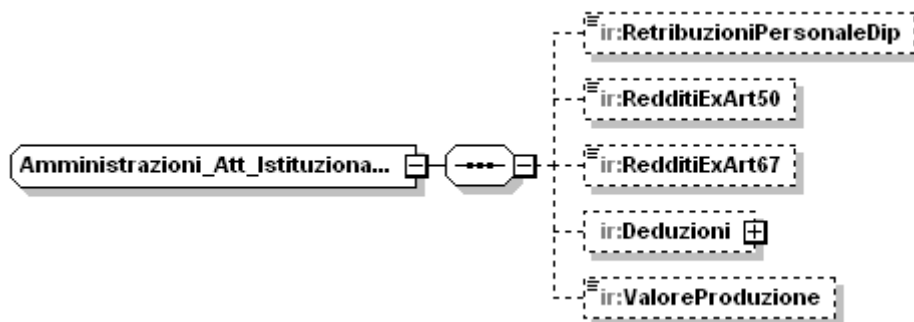 ir:RetribuzioniPersonaleDip
ir:RedditiExArt50
Amministrazioni_Att_Istituziona...
ir:RedditiExArt67
ir:Deduzioni
ir:ValoreProduzione